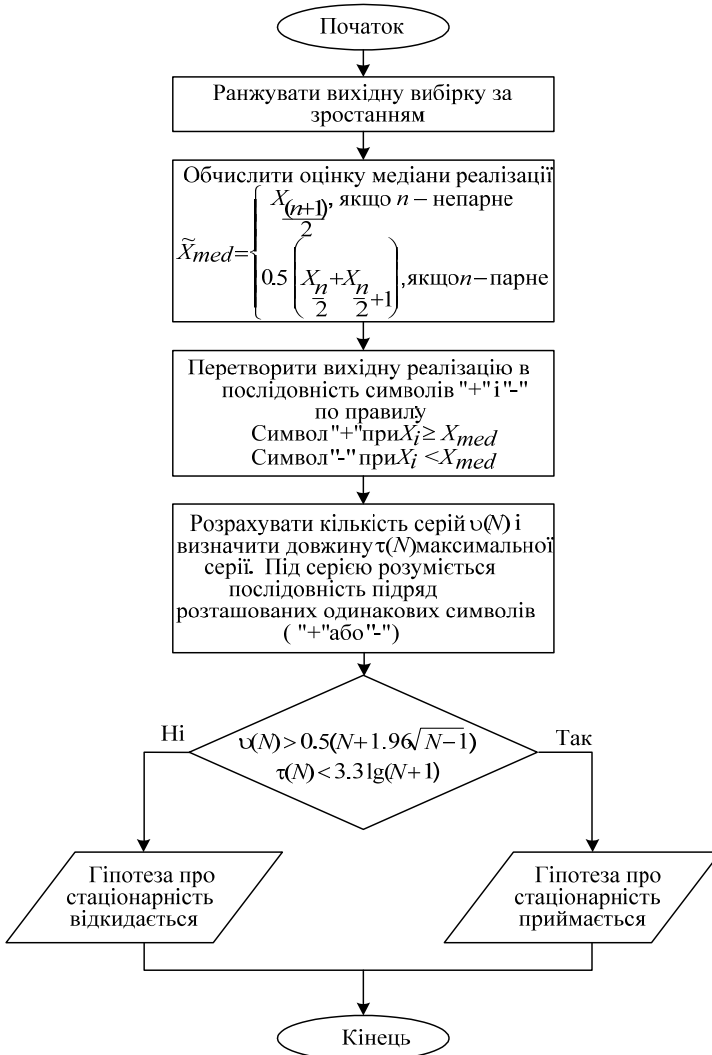 Початок
Ранжувати вихідну вибірку за
зростанням
Обчислити оцінку медіани реалізації
X̃med = { X(n+1)/2, якщо n – непарне
0.5 (Xn/2 + Xn/2+1), якщо n – парне
Перетворити вихідну реалізацію в
послідовність символів "+" і "-"
по правилу
Символ "+" при Xi ≥ Xmed
Символ "-" при Xi < Xmed
Розрахувати кількість серій υ(N) і
визначити довжину τ(N) максимальної
серії. Під серією розуміється
послідовність підряд
розташованих одинакових символів
( "+" або "-")
Ні
υ(N) > 0.5(N+1.96√N−1)
τ(N) < 3.3lg(N+1)
Так
Гіпотеза про
стаціонарність
відкидається
Гіпотеза про
стаціонарність
приймається
Кінець